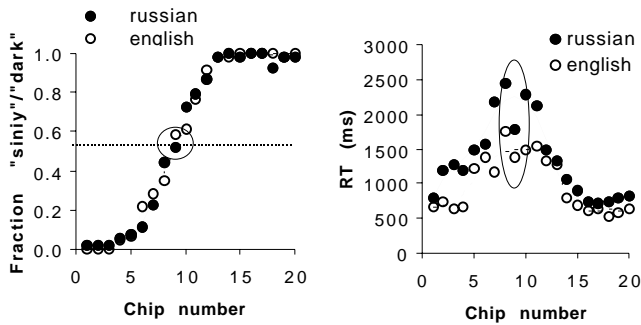 russian
english
Fraction "siniy"/"dark"
1.0
0.8
0.6
0.4
0.2
0.0
0 5 10 15 20
Chip number
russian
english
RT (ms)
3000
2500
2000
1500
1000
500
0
0 5 10 15 20
Chip number